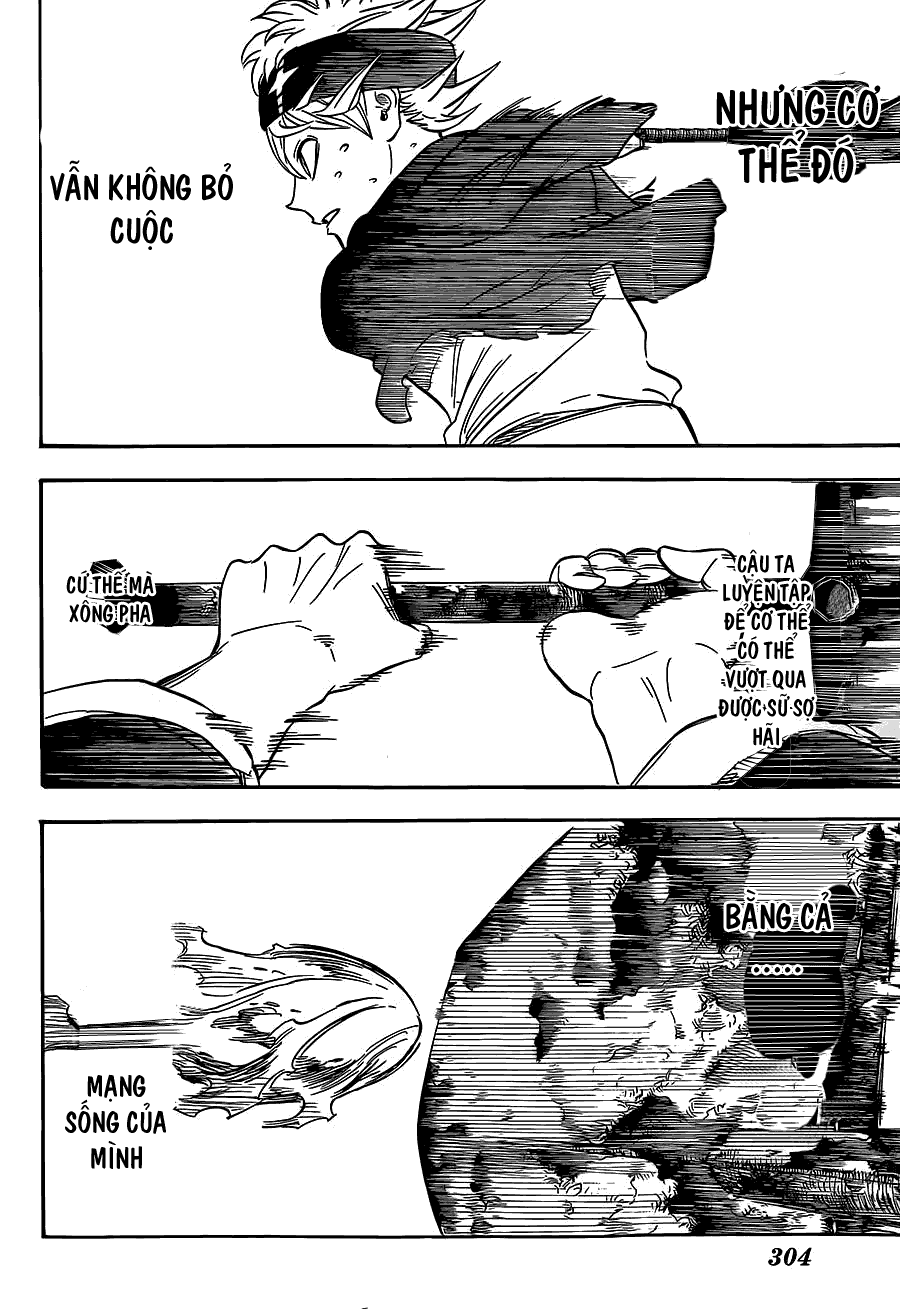 NHƯNG CƠ
THỂ ĐÓ
VẪN KHÔNG BỎ
CUỘC
CẬU TA
LUYỆN TẬP
ĐỂ CƠ THỂ
CÓ THỂ
VƯỢT QUA
ĐƯỢC SỮ SỢ
HÃI
CỨ THẾ MÀ
XÔNG PHA
BẰNG CẢ
.....
MẠNG
SỐNG CỦA
MÌNH
304